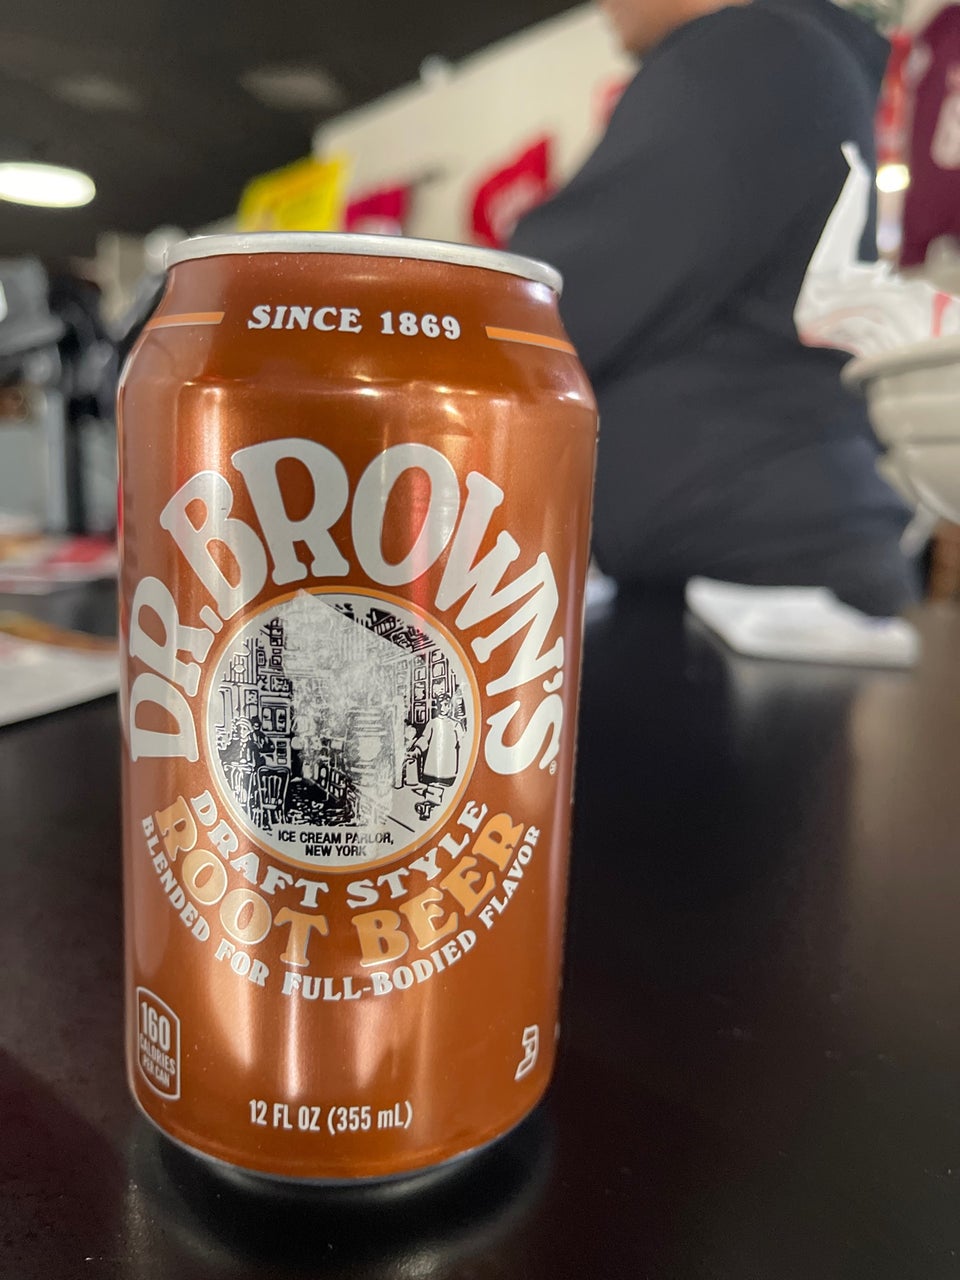 SINCE 1869
DR. BROWN'S®
ICE CREAM PARLOR,
NEW YORK
DRAFT STYLE
ROOT BEER
BLENDED FOR FULL-BODIED FLAVOR
160
CALORIES
PER CAN
12 FL OZ (355 mL)